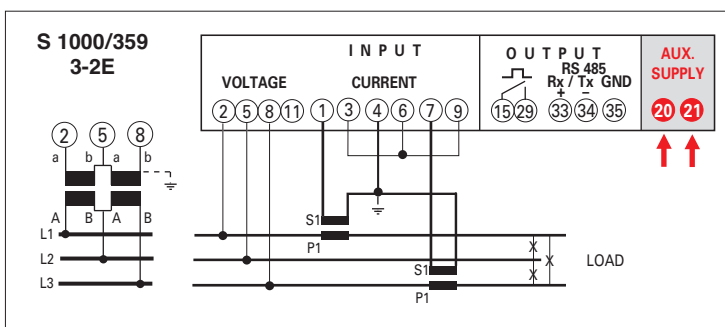 S 1000/359
3-2E
I N P U T
VOLTAGE CURRENT
2 5 8 11 1 3 4 6 7 9
O U T P U T
RS 485
Rx / Tx GND
+ −
15 29 33 34 35
AUX.
SUPPLY
20 21
2 5 8
a b a b
A B A B
L1
L2
L3
S1
P1
S1
P1
X
X
X
LOAD